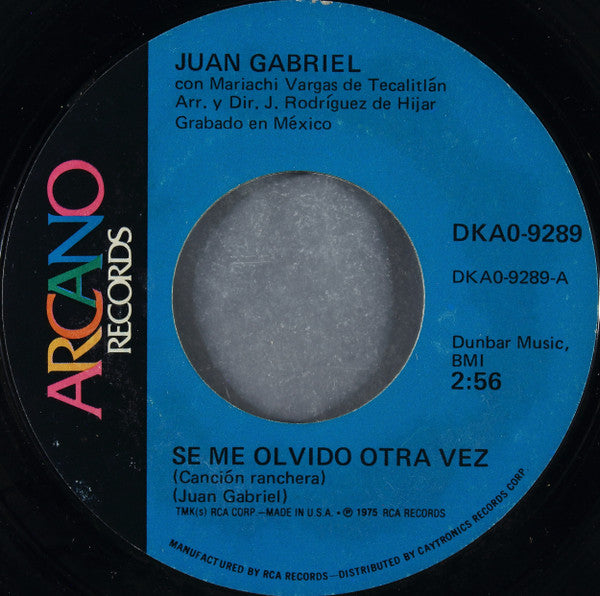 JUAN GABRIEL
con Mariachi Vargas de Tecalitlán
Arr. y Dir. J. Rodríguez de Hijar
Grabado en México
ARCANO
RECORDS
DKA0-9289
DKA0-9289-A
Dunbar Music,
BMI
2:56
SE ME OLVIDO OTRA VEZ
(Canción ranchera)
(Juan Gabriel)
TMK(s) RCA CORP.—MADE IN U.S.A. • ℗ 1975 RCA RECORDS
MANUFACTURED BY RCA RECORDS—DISTRIBUTED BY CAYTRONICS RECORDS CORP.